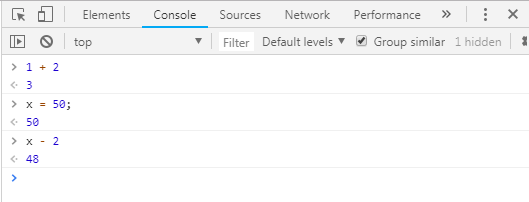 Elements Console Sources Network Performance »
top ▼ Filter Default levels ▼ Group similar 1 hidden
> 1 + 2
<· 3
> x = 50;
<· 50
> x - 2
<· 48
>